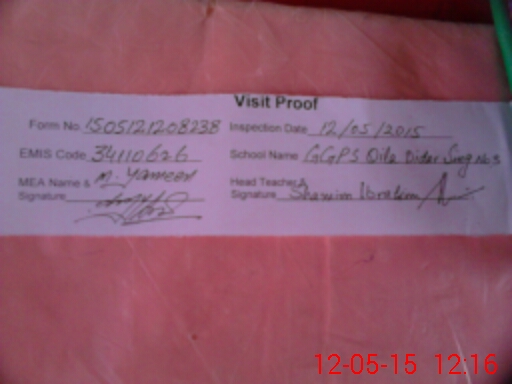 Visit Proof
Form No. 1505121208238 Inspection Date 12/05/2015
EMIS Code 34110626 School Name GGPS Qila Didar Sing No.3
MEA Name & M. Yameen Head Teacher &
Signature Signature Shamim Ibrahim
12-05-15 12:16